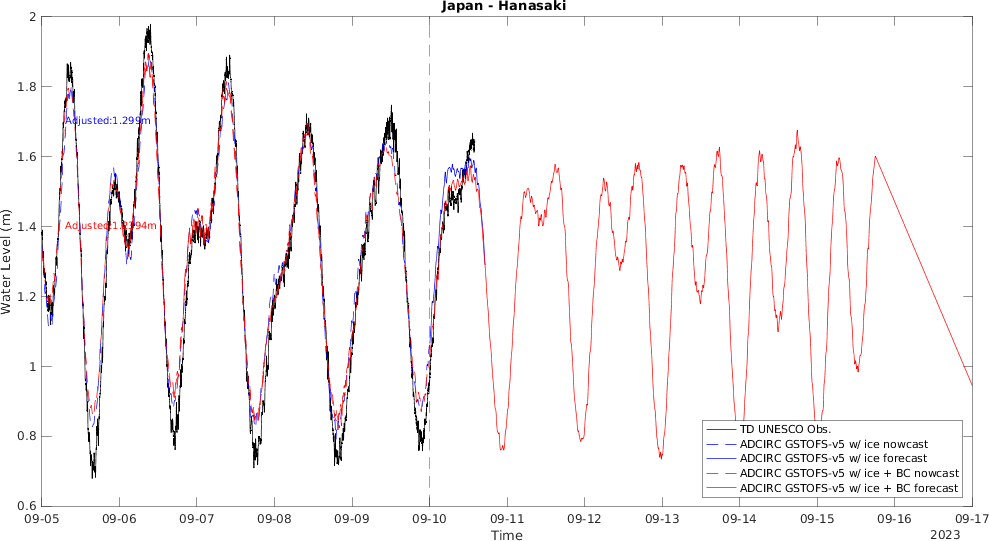 Japan - Hanasaki
Water Level (m)
2
1.8
1.6
1.4
1.2
1
0.8
0.6
Adjusted:1.299m
Adjusted:1.2794m
09-05
09-06
09-07
09-08
09-09
09-10
09-11
09-12
09-13
09-14
09-15
09-16
09-17
Time
2023
TD UNESCO Obs.
ADCIRC GSTOFS-v5 w/ ice nowcast
ADCIRC GSTOFS-v5 w/ ice forecast
ADCIRC GSTOFS-v5 w/ ice + BC nowcast
ADCIRC GSTOFS-v5 w/ ice + BC forecast